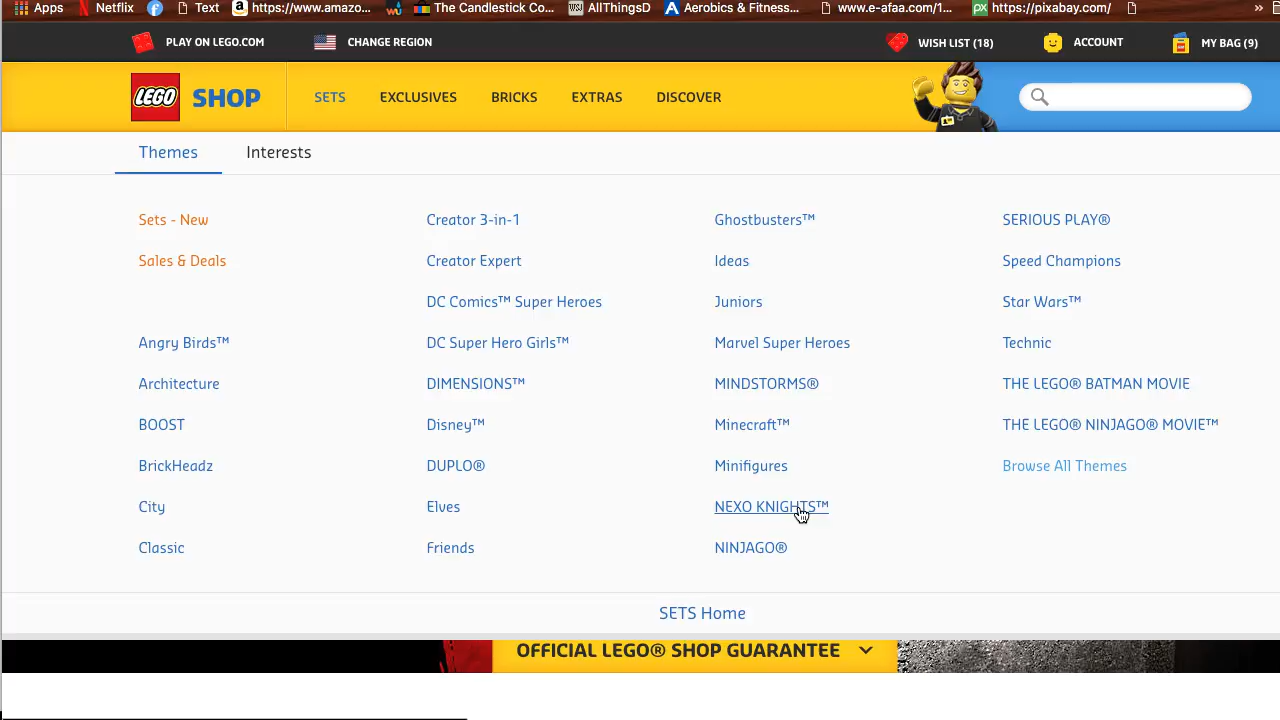 Apps Netflix Text https://www.amazo... The Candlestick Co... AllThingsD Aerobics & Fitness... www.e-afaa.com/1... https://pixabay.com/ »
PLAY ON LEGO.COM CHANGE REGION WISH LIST (18) ACCOUNT MY BAG (9)
LEGO SHOP SETS EXCLUSIVES BRICKS EXTRAS DISCOVER
Themes Interests
Sets - New
Sales & Deals
Angry Birds™
Architecture
BOOST
BrickHeadz
City
Classic
Creator 3-in-1
Creator Expert
DC Comics™ Super Heroes
DC Super Hero Girls™
DIMENSIONS™
Disney™
DUPLO®
Elves
Friends
Ghostbusters™
Ideas
Juniors
Marvel Super Heroes
MINDSTORMS®
Minecraft™
Minifigures
NEXO KNIGHTS™
NINJAGO®
SERIOUS PLAY®
Speed Champions
Star Wars™
Technic
THE LEGO® BATMAN MOVIE
THE LEGO® NINJAGO® MOVIE™
Browse All Themes
SETS Home
OFFICIAL LEGO® SHOP GUARANTEE